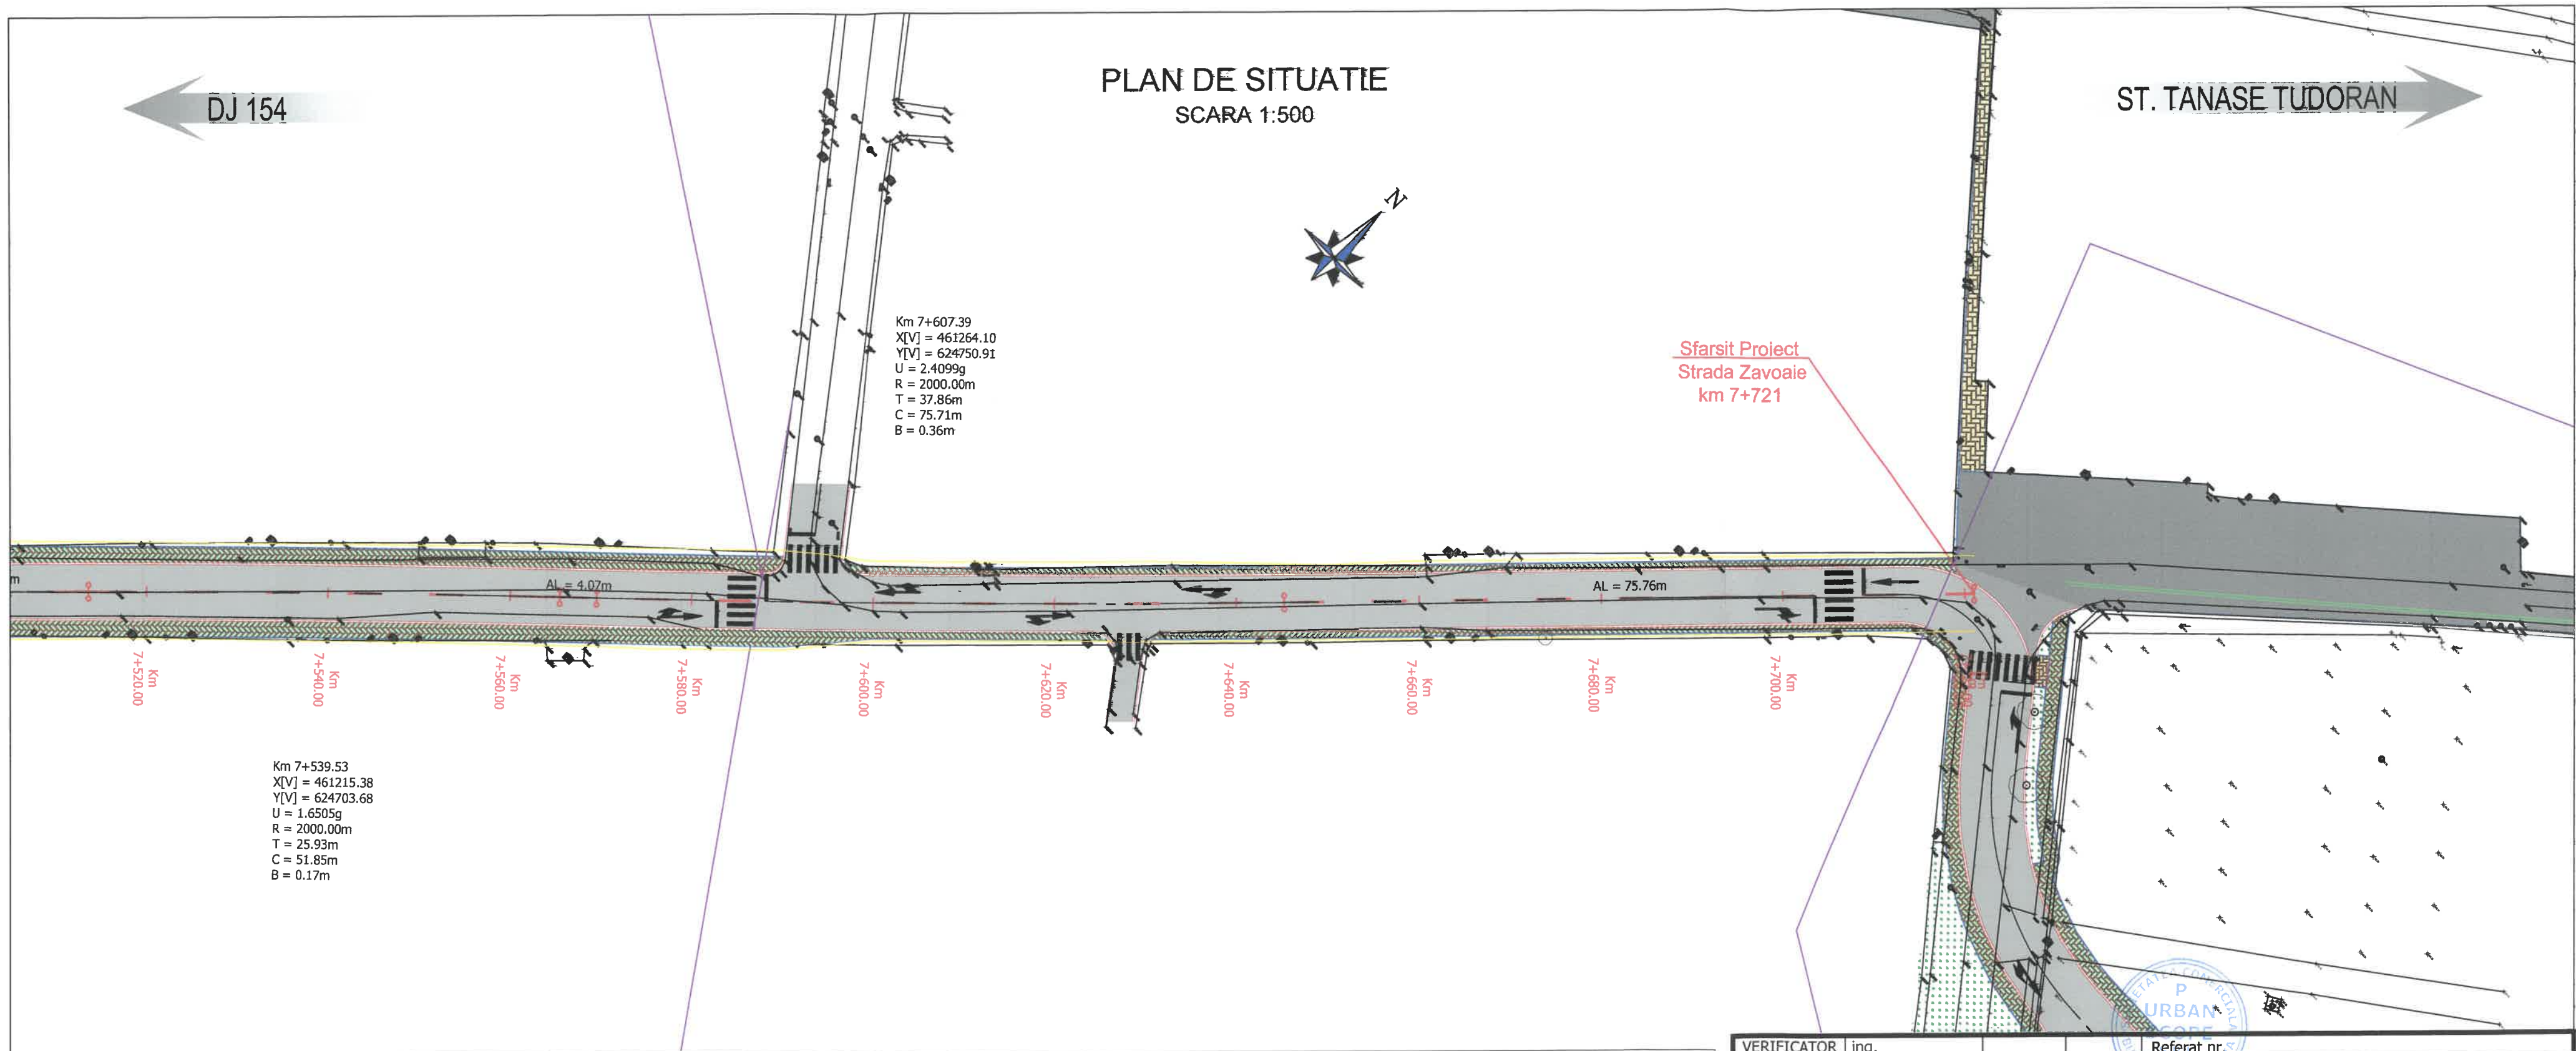 PLAN DE SITUATIE
SCARA 1:500
DJ 154
ST. TANASE TUDORAN
N
Km 7+607.39
X[V] = 461264.10
Y[V] = 624750.91
U = 2.4099g
R = 2000.00m
T = 37.86m
C = 75.71m
B = 0.36m
Sfarsit Proiect
Strada Zavoaie
km 7+721
m
AL = 4.07m
AL = 75.76m
Km
7+520.00
Km
7+540.00
Km
7+560.00
Km
7+580.00
Km
7+600.00
Km
7+620.00
Km
7+640.00
Km
7+660.00
Km
7+680.00
Km
7+700.00
Km 7+539.53
X[V] = 461215.38
Y[V] = 624703.68
U = 1.6505g
R = 2000.00m
T = 25.93m
C = 51.85m
B = 0.17m
P
URBAN
VERIFICATOR ing.
Referat nr.